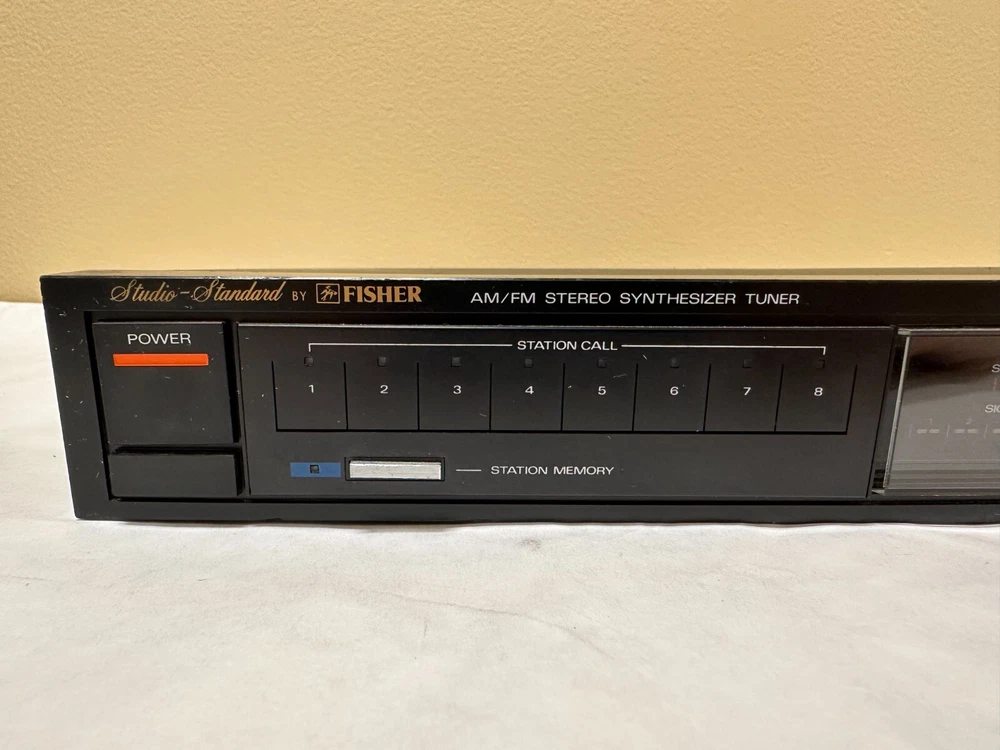 Studio-Standard BY FISHER AM/FM STEREO SYNTHESIZER TUNER
POWER
STATION CALL
1 2 3 4 5 6 7 8
STATION MEMORY